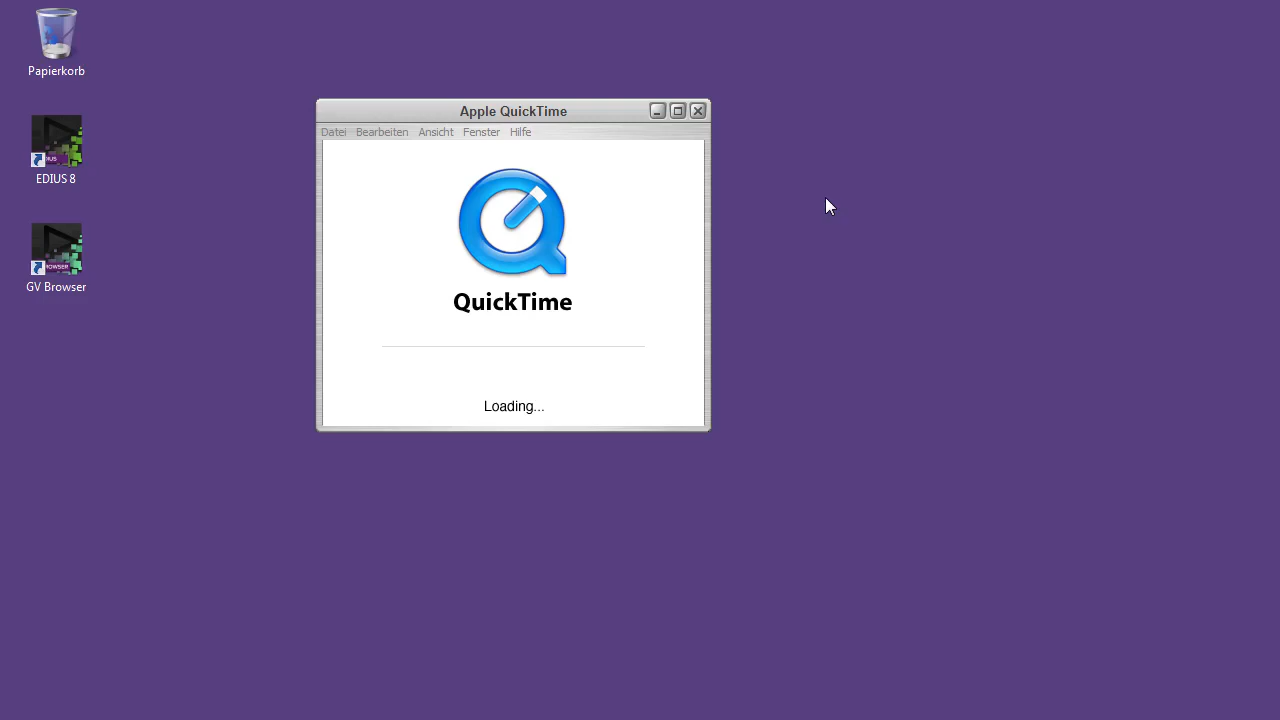 Papierkorb
EDIUS 8
GV Browser
Apple QuickTime
Datei Bearbeiten Ansicht Fenster Hilfe
QuickTime
Loading...